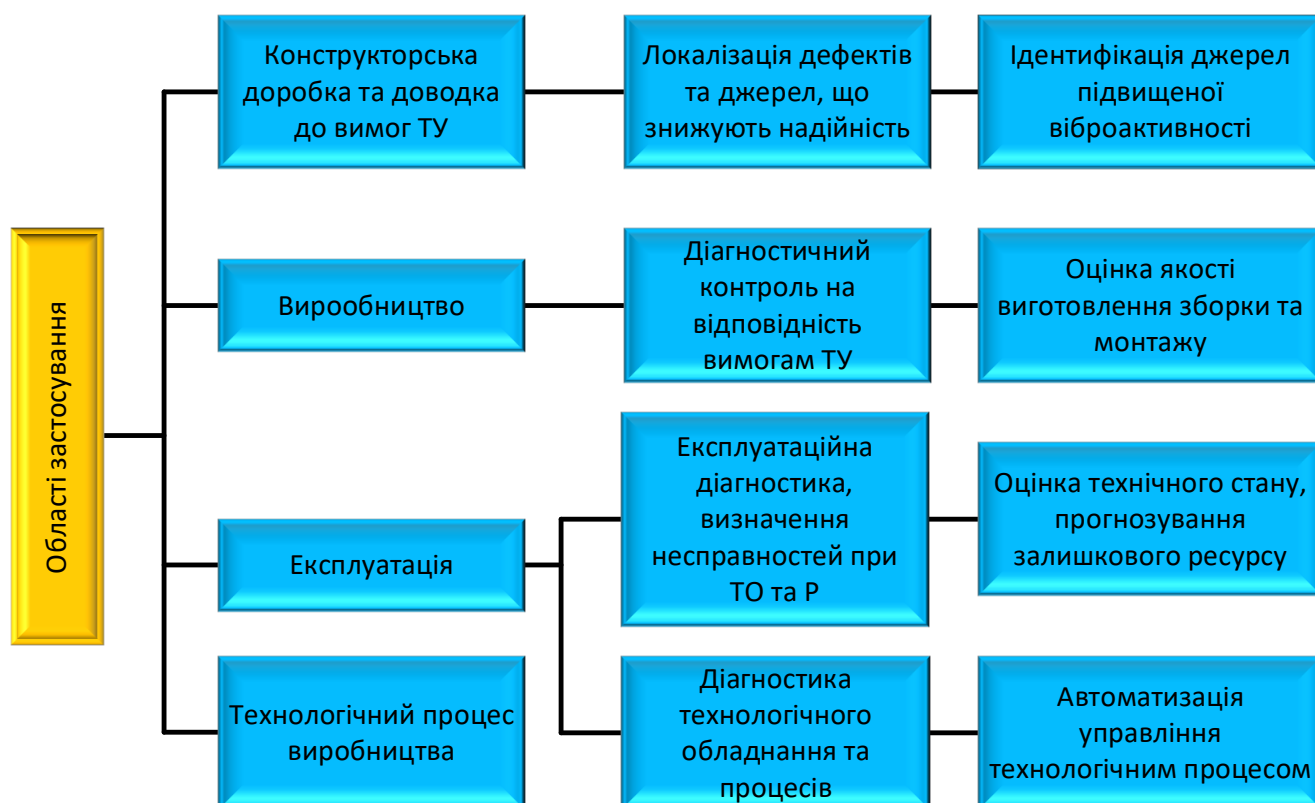 Області застосування
Конструкторська
доробка та доводка
до вимог ТУ
Локалізація дефектів
та джерел, що
знижують надійність
Ідентифікація джерел
підвищеної
віброактивності
Вирообництво
Діагностичний
контроль на
відповідність
вимогам ТУ
Оцінка якості
виготовлення зборки та
монтажу
Експлуатація
Експлуатаційна
діагностика,
визначення
несправностей при
ТО та Р
Оцінка технічного стану,
прогнозування
залишкового ресурсу
Технологічний процес
виробництва
Діагностика
технологічного
обладнання та
процесів
Автоматизація
управління
технологічним процесом